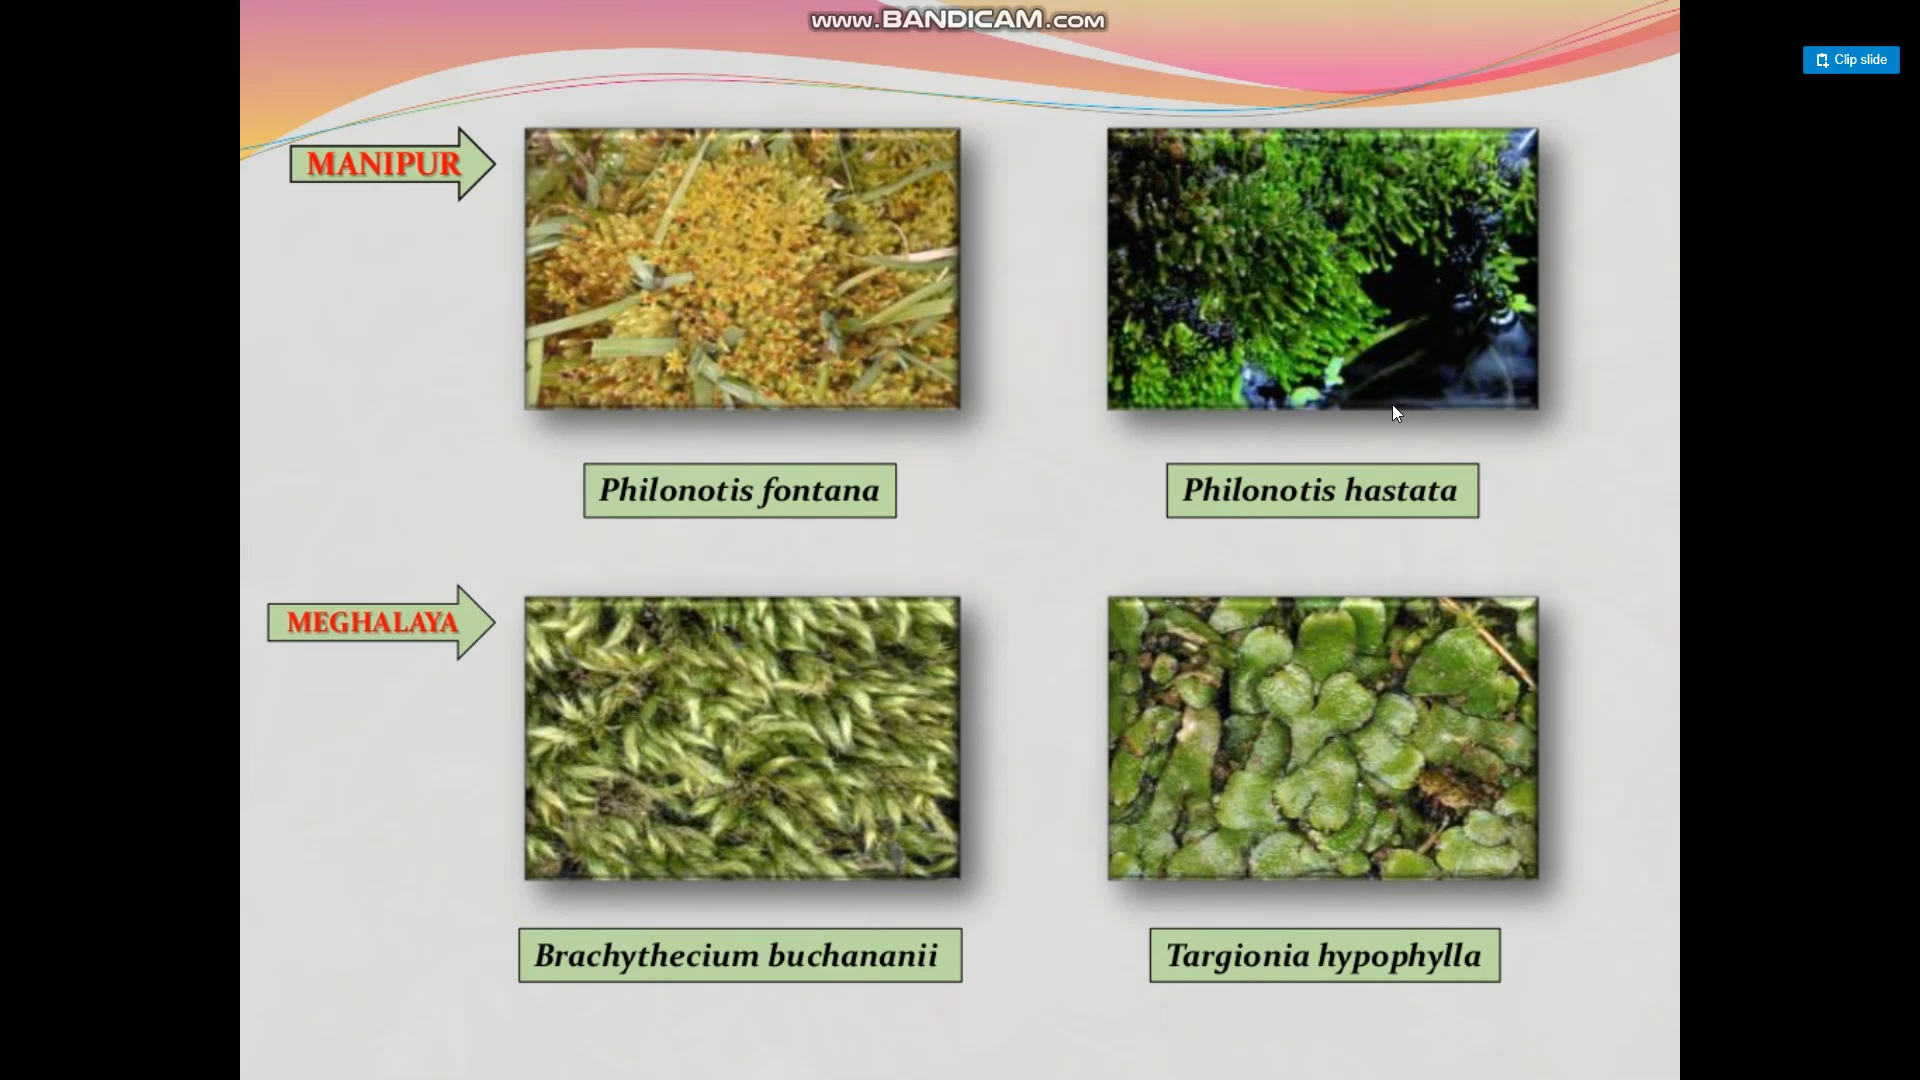 www.BANDICAM.com
Clip slide
MANIPUR
Philonotis fontana
Philonotis hastata
MEGHALAYA
Brachythecium buchananii
Targionia hypophylla